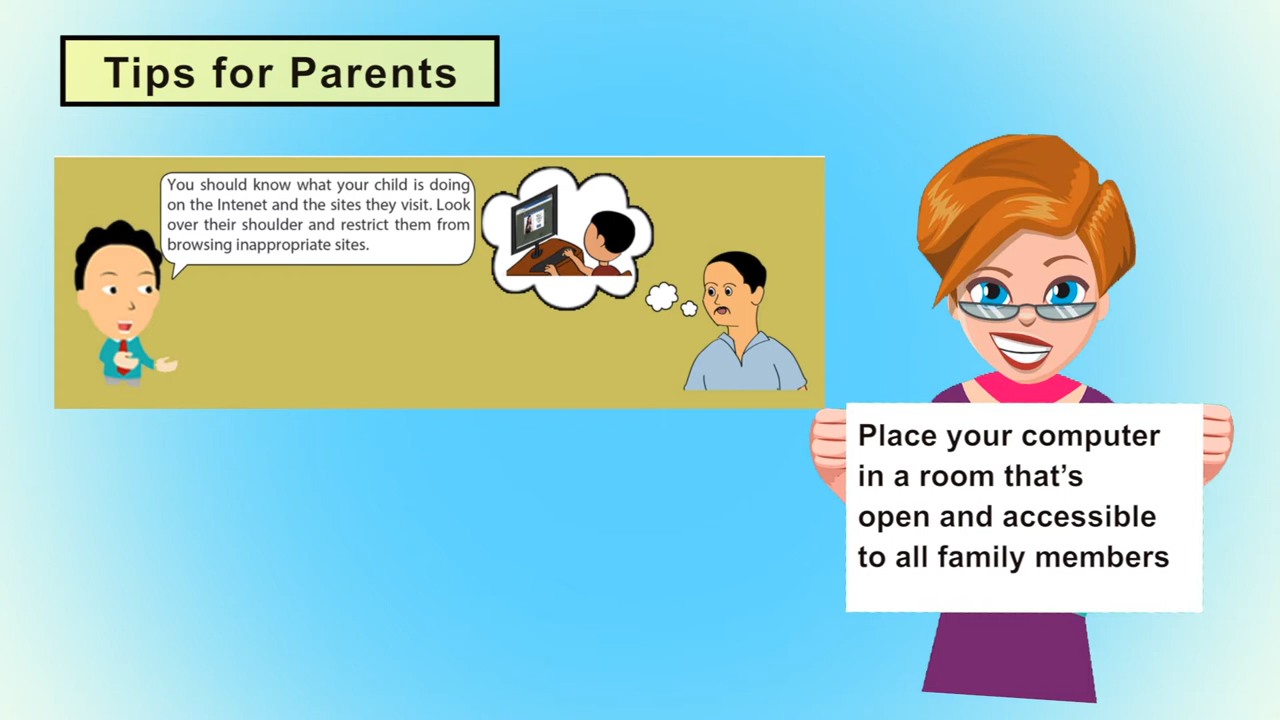 Tips for Parents
You should know what your child is doing
on the Intenet and the sites they visit. Look
over their shoulder and restrict them from
browsing inappropriate sites.
Place your computer
in a room that’s
open and accessible
to all family members